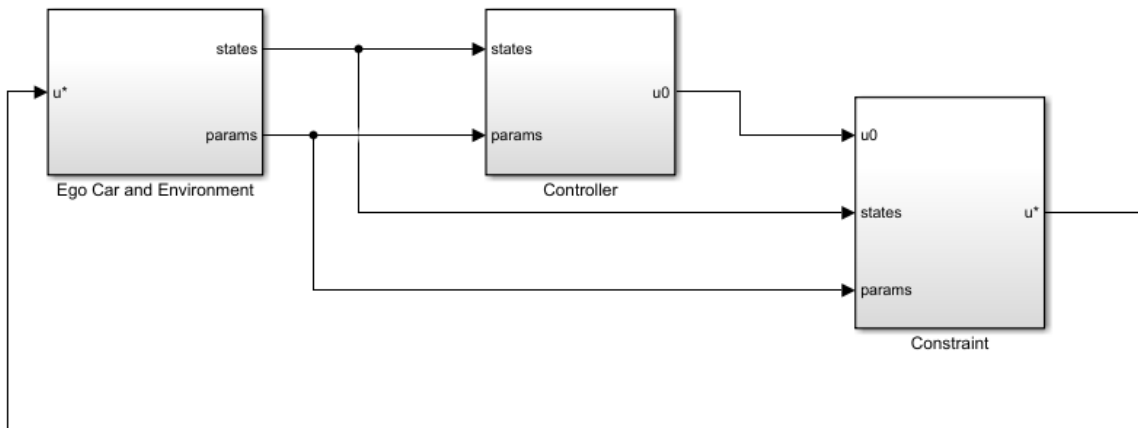 states
u*
params
Ego Car and Environment
states
u0
params
Controller
u0
states
u*
params
Constraint